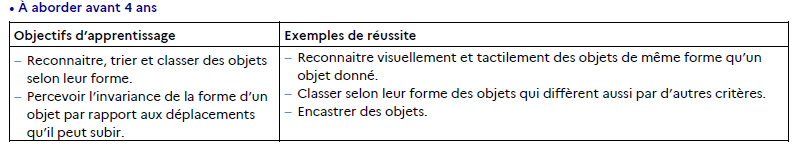 • À aborder avant 4 ans
Objectifs d'apprentissage
– Reconnaitre, trier et classer des objets
selon leur forme.
– Percevoir l'invariance de la forme d'un
objet par rapport aux déplacements
qu'il peut subir.
Exemples de réussite
– Reconnaitre visuellement et tactilement des objets de même forme qu'un
objet donné.
– Classer selon leur forme des objets qui diffèrent aussi par d'autres critères.
– Encastrer des objets.